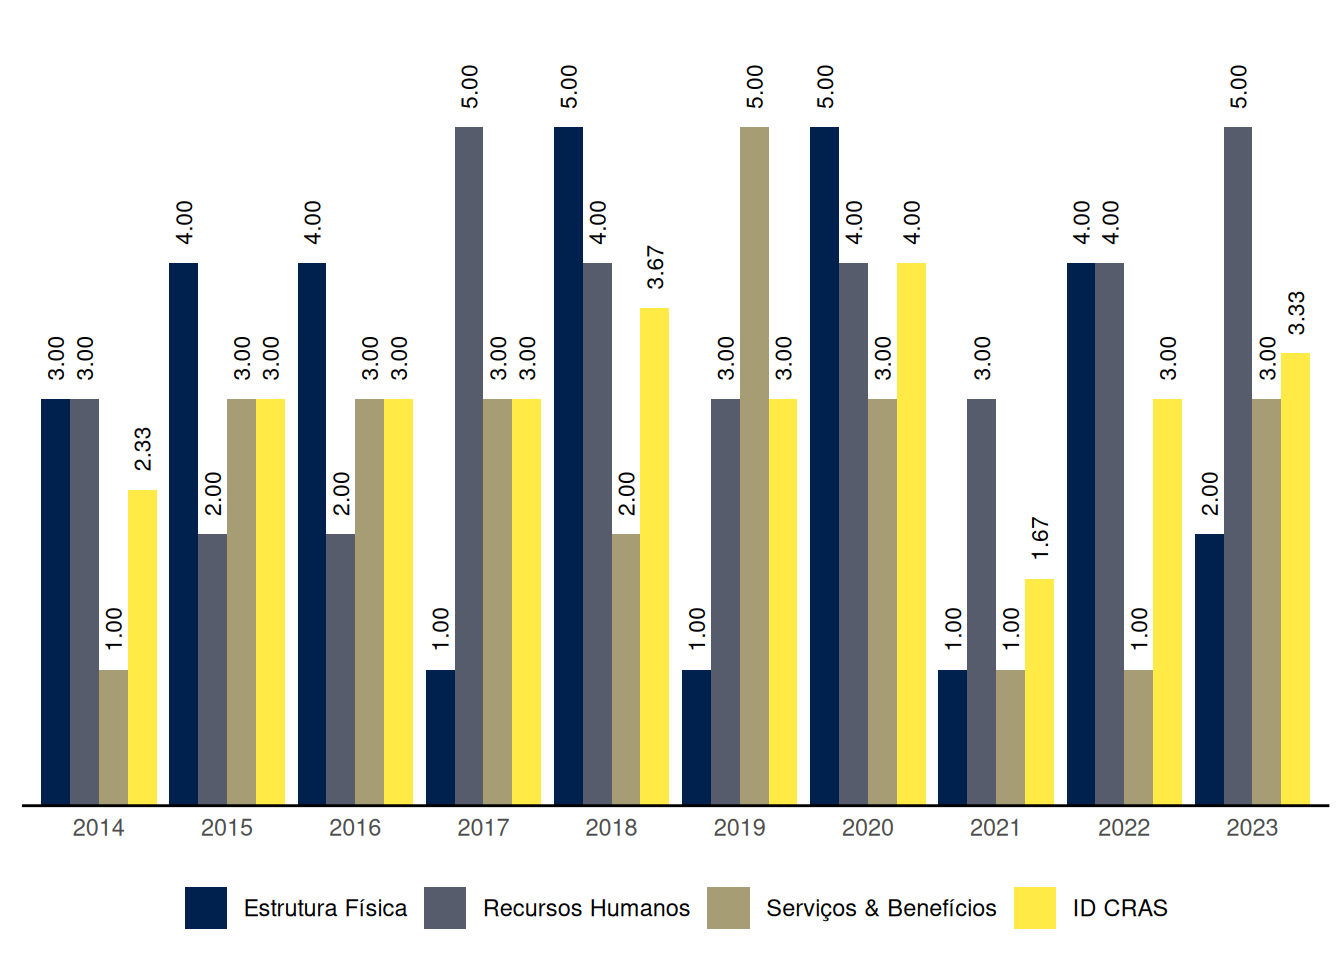 3.00 3.00 1.00 2.33
4.00 2.00 3.00 3.00
4.00 2.00 3.00 3.00
1.00 5.00 3.00 3.00
5.00 4.00 2.00 3.67
1.00 3.00 5.00 3.00
5.00 4.00 3.00 4.00
1.00 3.00 1.00 1.67
4.00 4.00 1.00 3.00
2.00 5.00 3.00 3.33
2014 2015 2016 2017 2018 2019 2020 2021 2022 2023
Estrutura Física Recursos Humanos Serviços & Benefícios ID CRAS